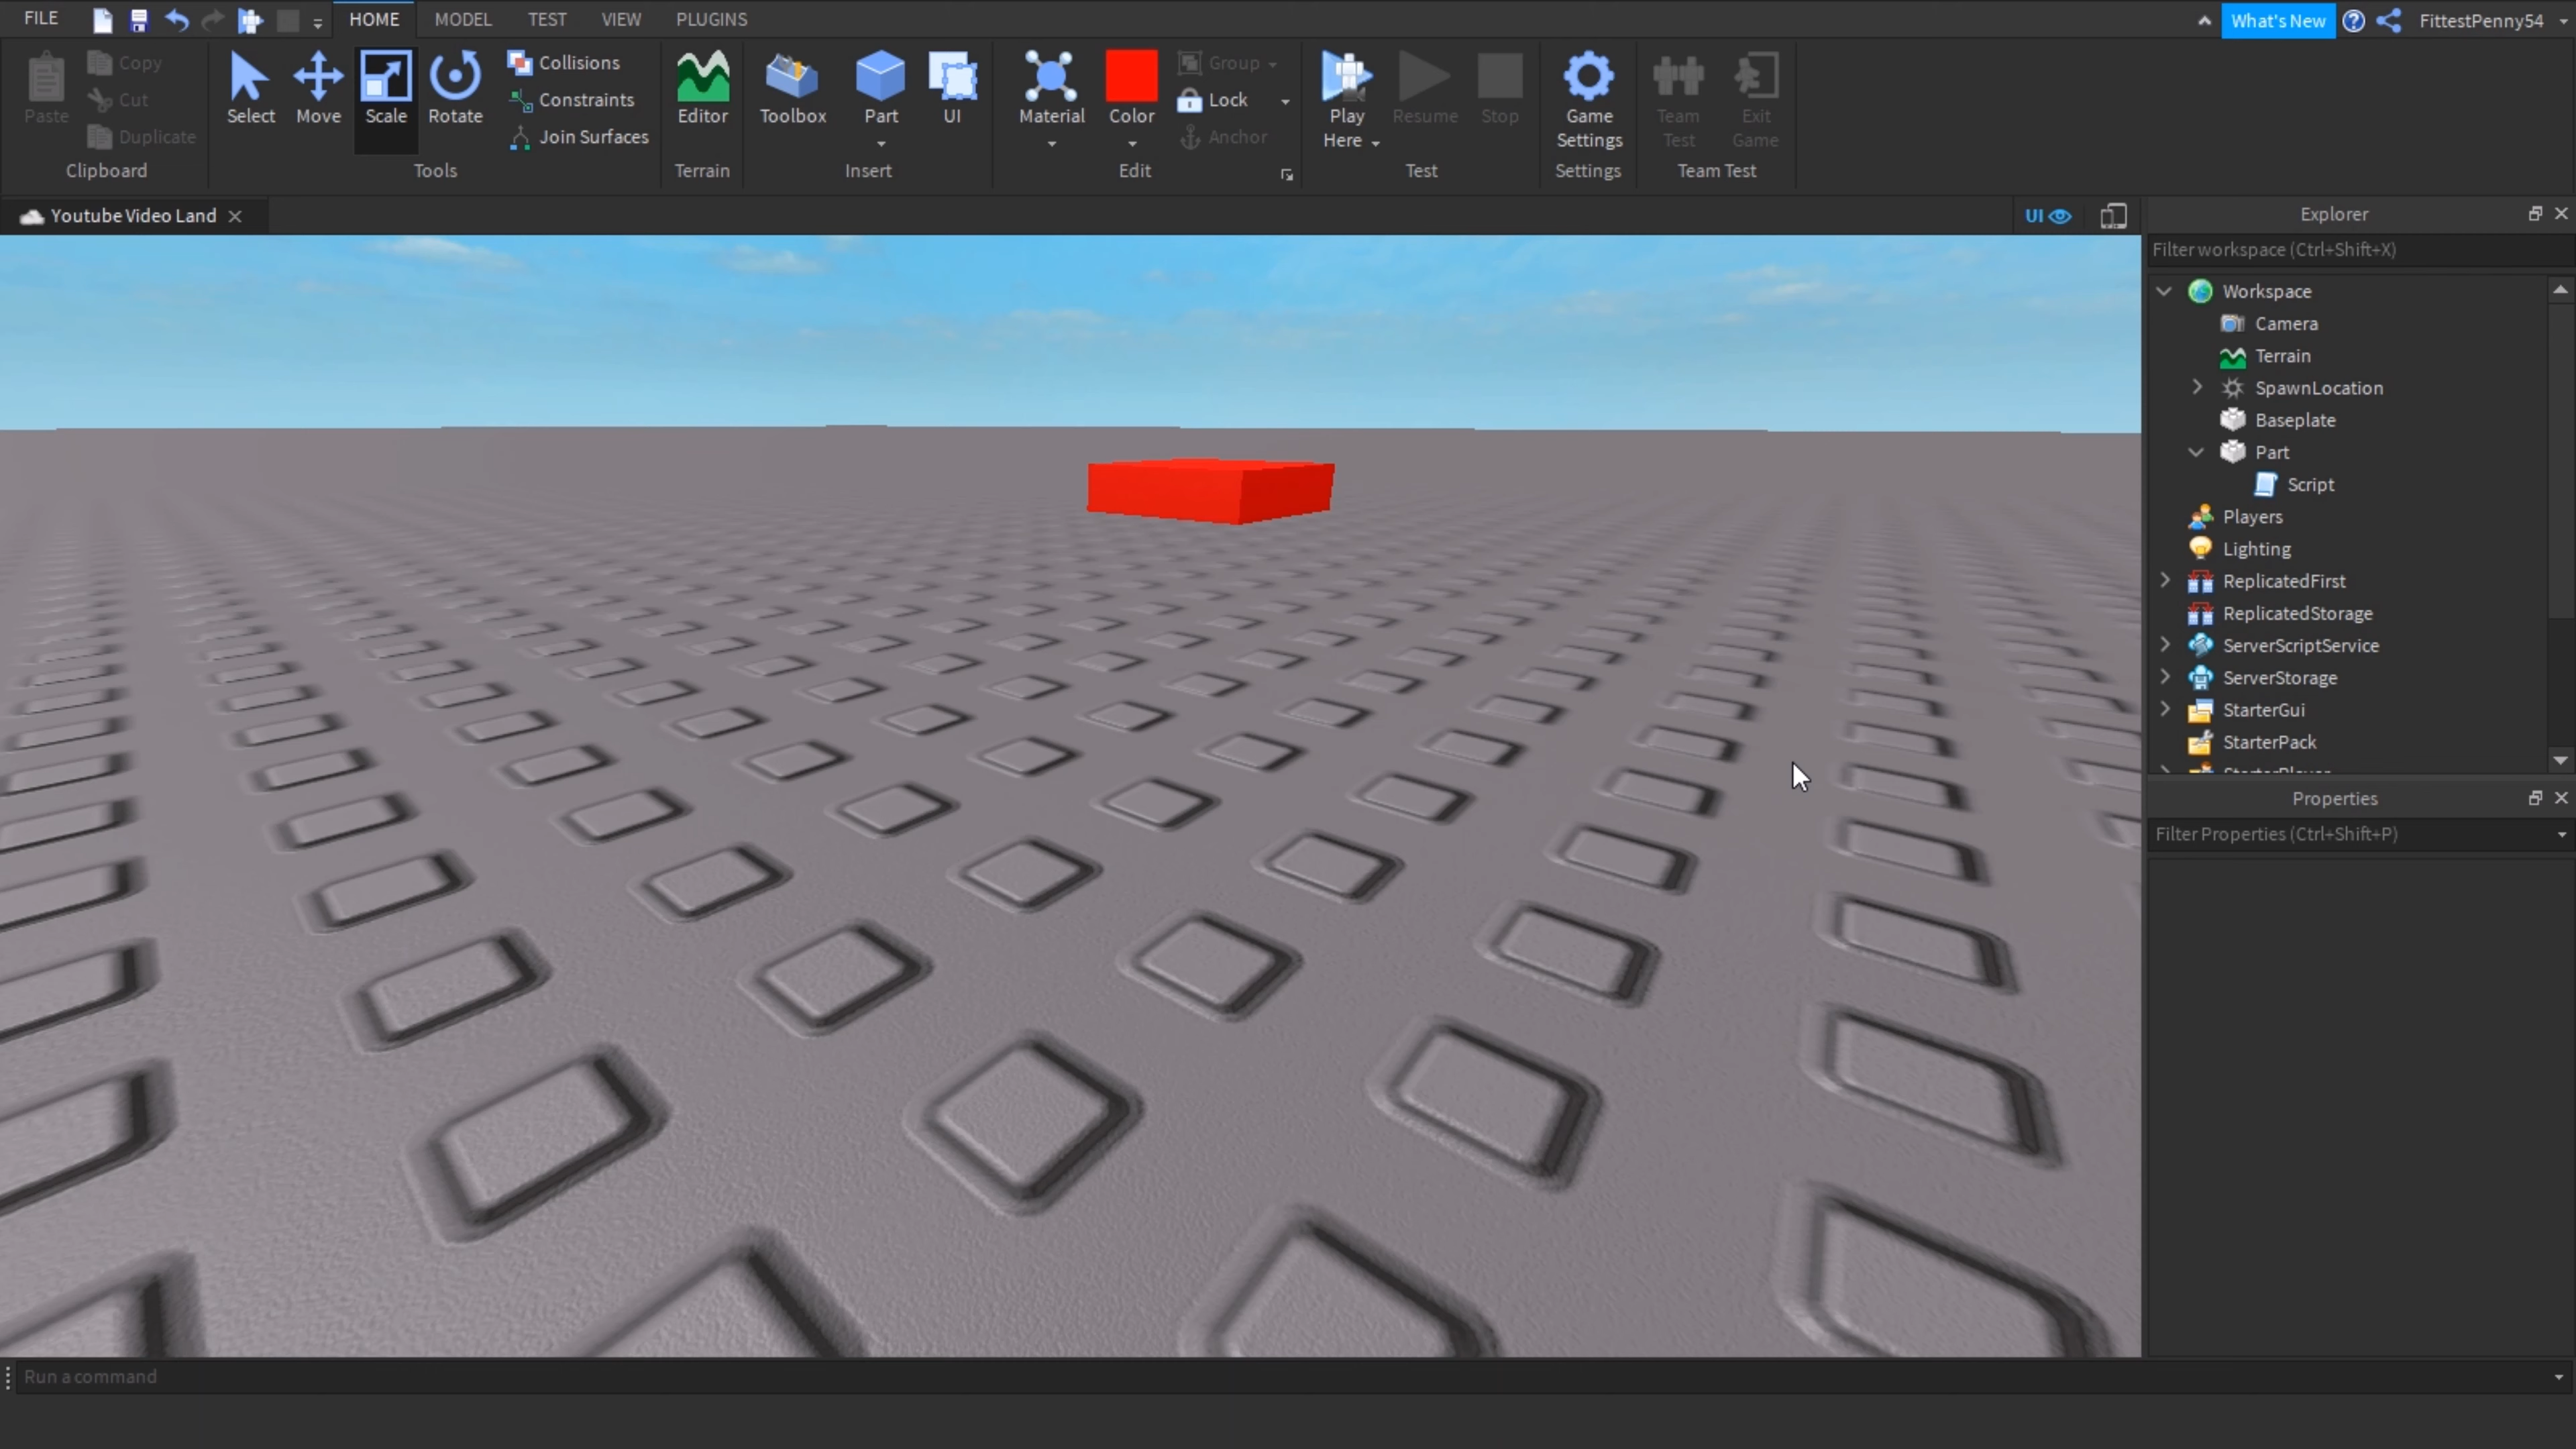 FILE
HOME
MODEL
TEST
VIEW
PLUGINS
What's New
FittestPenny54
Paste
Copy
Cut
Duplicate
Clipboard
Select
Move
Scale
Rotate
Collisions
Constraints
Join Surfaces
Tools
Editor
Terrain
Toolbox
Part
UI
Insert
Material
Color
Group
Lock
Anchor
Edit
Play
Here
Resume
Stop
Test
Game
Settings
Settings
Team
Test
Exit
Game
Team Test
Youtube Video Land
UI
Explorer
Filter workspace (Ctrl+Shift+X)
Workspace
Camera
Terrain
SpawnLocation
Baseplate
Part
Script
Players
Lighting
ReplicatedFirst
ReplicatedStorage
ServerScriptService
ServerStorage
StarterGui
StarterPack
Properties
Filter Properties (Ctrl+Shift+P)
Run a command